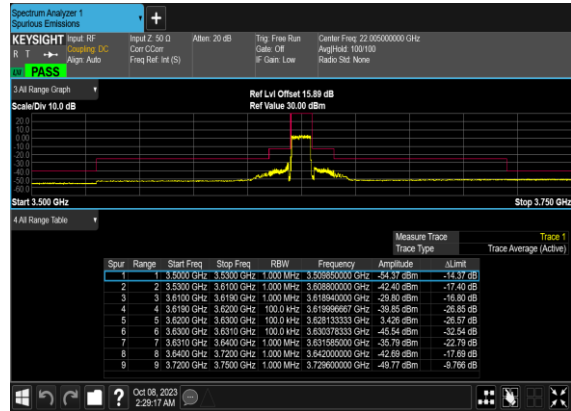 Spectrum Analyzer 1
Spurious Emissions
KEYSIGHT Input: RF Input Z: 50 Ω Atten: 20 dB Trig: Free Run Center Freq: 22.005000000 GHz
R T Coupling: DC Corr CCorr Gate: Off Avg|Hold: 100/100
Align: Auto Freq Ref: Int (S) IF Gain: Low Radio Std: None
PASS
3 All Range Graph
Ref Lvl Offset 15.89 dB
Scale/Div 10.0 dB Ref Value 30.00 dBm
20.0
10.0
0.00
-10.0
-20.0
-30.0
-40.0
-50.0
-60.0
Start 3.500 GHz Stop 3.750 GHz
4 All Range Table
Measure Trace Trace 1
Trace Type Trace Average (Active)
Spur Range Start Freq Stop Freq RBW Frequency Amplitude ΔLimit
1 1 3.5000 GHz 3.5300 GHz 1.000 MHz 3.509850000 GHz -54.37 dBm -14.37 dB
2 2 3.5300 GHz 3.6100 GHz 1.000 MHz 3.608800000 GHz -42.40 dBm -17.40 dB
3 3 3.6100 GHz 3.6190 GHz 1.000 MHz 3.618940000 GHz -29.80 dBm -16.80 dB
4 4 3.6190 GHz 3.6200 GHz 100.0 kHz 3.619996667 GHz -39.85 dBm -26.85 dB
5 5 3.6200 GHz 3.6300 GHz 100.0 kHz 3.628133333 GHz 3.426 dBm -26.57 dB
6 6 3.6300 GHz 3.6310 GHz 100.0 kHz 3.630378333 GHz -45.54 dBm -32.54 dB
7 7 3.6310 GHz 3.6400 GHz 1.000 MHz 3.631585000 GHz -35.79 dBm -22.79 dB
8 8 3.6400 GHz 3.7200 GHz 1.000 MHz 3.642000000 GHz -42.69 dBm -17.69 dB
9 9 3.7200 GHz 3.7500 GHz 1.000 MHz 3.729600000 GHz -49.77 dBm -9.766 dB
Oct 08, 2023
2:29:17 AM